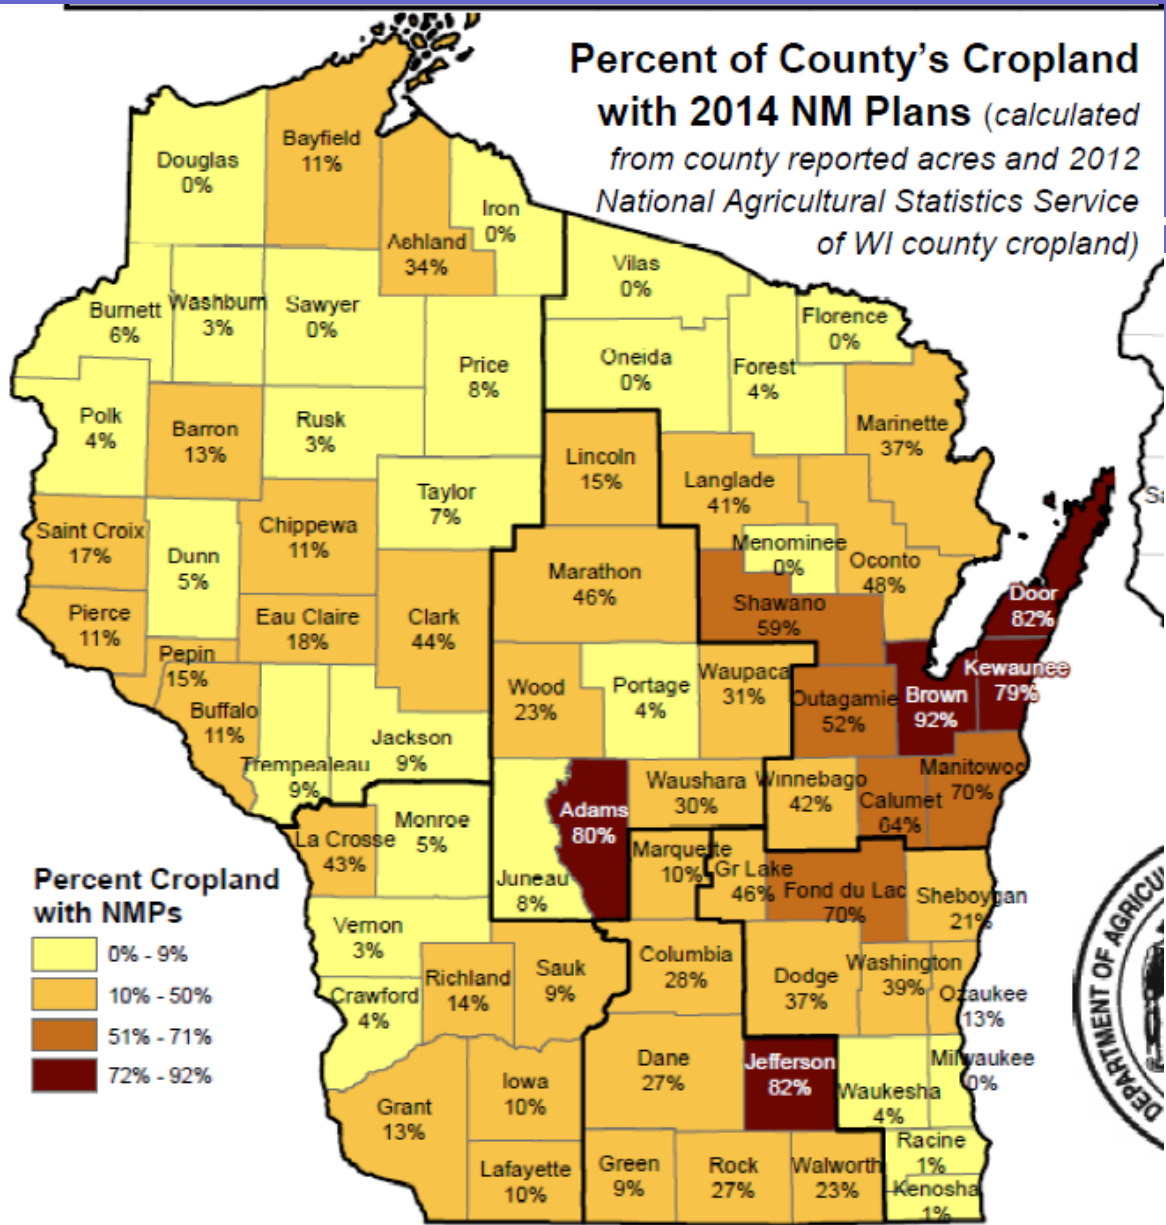 Percent of County's Cropland
with 2014 NM Plans (calculated
from county reported acres and 2012
National Agricultural Statistics Service
of WI county cropland)
Douglas
0%
Bayfield
11%
Ashland
34%
Iron
0%
Vilas
0%
Burnett
6%
Washburn
3%
Sawyer
0%
Price
8%
Oneida
0%
Forest
4%
Florence
0%
Marinette
37%
Polk
4%
Barron
13%
Rusk
3%
Taylor
7%
Lincoln
15%
Langlade
41%
Menominee
0%
Oconto
48%
Saint Croix
17%
Dunn
5%
Chippewa
11%
Marathon
46%
Shawano
59%
Door
82%
Pierce
11%
Pepin
15%
Eau Claire
18%
Clark
44%
Wood
23%
Portage
4%
Waupaca
31%
Outagamie
52%
Brown
92%
Kewaunee
79%
Buffalo
11%
Trempealeau
9%
Jackson
9%
Adams
80%
Waushara
30%
Winnebago
42%
Calumet
64%
Manitowoc
70%
La Crosse
43%
Monroe
5%
Juneau
8%
Marquette
10%
Gr Lake
46%
Fond du Lac
70%
Sheboygan
21%
Vernon
3%
Crawford
4%
Richland
14%
Sauk
9%
Columbia
28%
Dodge
37%
Washington
39%
Ozaukee
13%
Grant
13%
Iowa
10%
Lafayette
10%
Dane
27%
Jefferson
82%
Waukesha
4%
Milwaukee
0%
Green
9%
Rock
27%
Walworth
23%
Racine
1%
Kenosha
1%
Percent Cropland
with NMPs
0% - 9%
10% - 50%
51% - 71%
72% - 92%
Sa
DEPARTMENT OF AGRICU